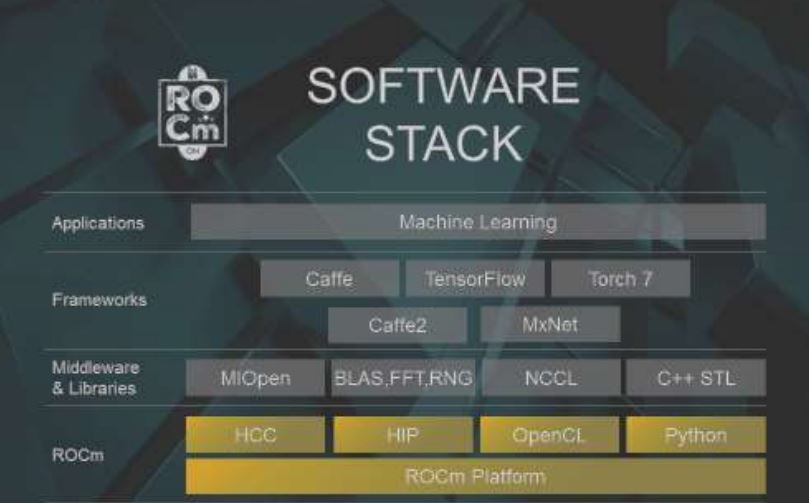 RO
Cm
ON
SOFTWARE
STACK
Applications
Machine Learning
Frameworks
Caffe
TensorFlow
Torch 7
Caffe2
MxNet
Middleware
& Libraries
MIOpen
BLAS,FFT,RNG
NCCL
C++ STL
ROCm
HCC
HIP
OpenCL
Python
ROCm Platform